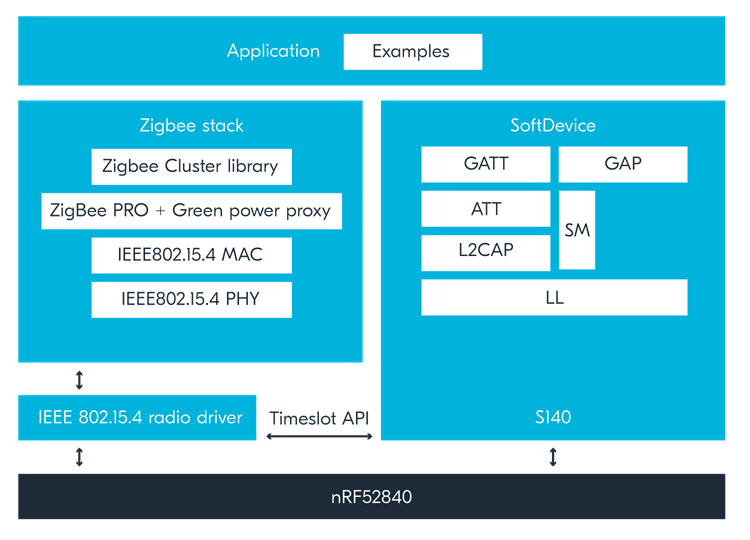 Application Examples
Zigbee stack
Zigbee Cluster library
ZigBee PRO + Green power proxy
IEEE802.15.4 MAC
IEEE802.15.4 PHY
SoftDevice
GATT GAP
ATT
SM
L2CAP
LL
IEEE 802.15.4 radio driver
Timeslot API
S140
nRF52840